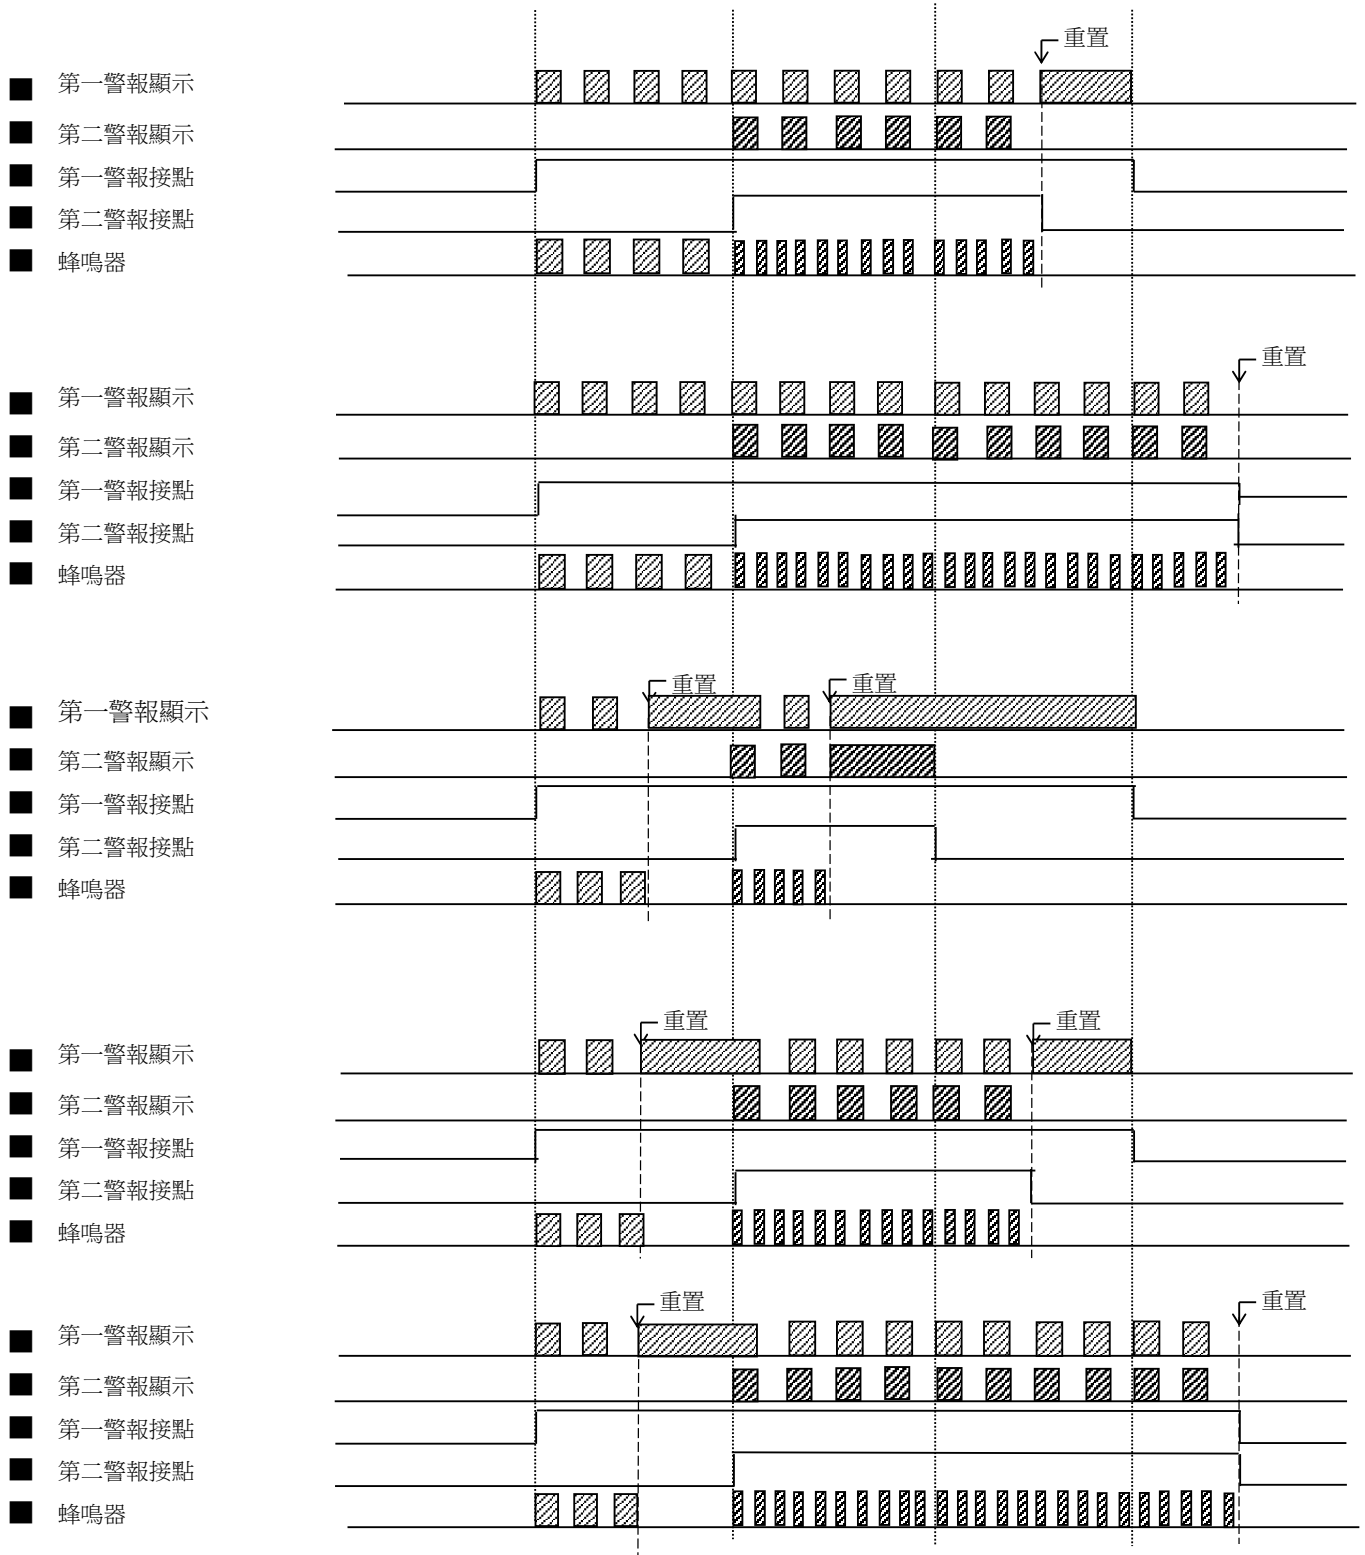 重置
■ 第一警報顯示
■ 第二警報顯示
■ 第一警報接點
■ 第二警報接點
■ 蜂鳴器
重置
■ 第一警報顯示
■ 第二警報顯示
■ 第一警報接點
■ 第二警報接點
■ 蜂鳴器
重置 重置
■ 第一警報顯示
■ 第二警報顯示
■ 第一警報接點
■ 第二警報接點
■ 蜂鳴器
重置 重置
■ 第一警報顯示
■ 第二警報顯示
■ 第一警報接點
■ 第二警報接點
■ 蜂鳴器
重置 重置
■ 第一警報顯示
■ 第二警報顯示
■ 第一警報接點
■ 第二警報接點
■ 蜂鳴器